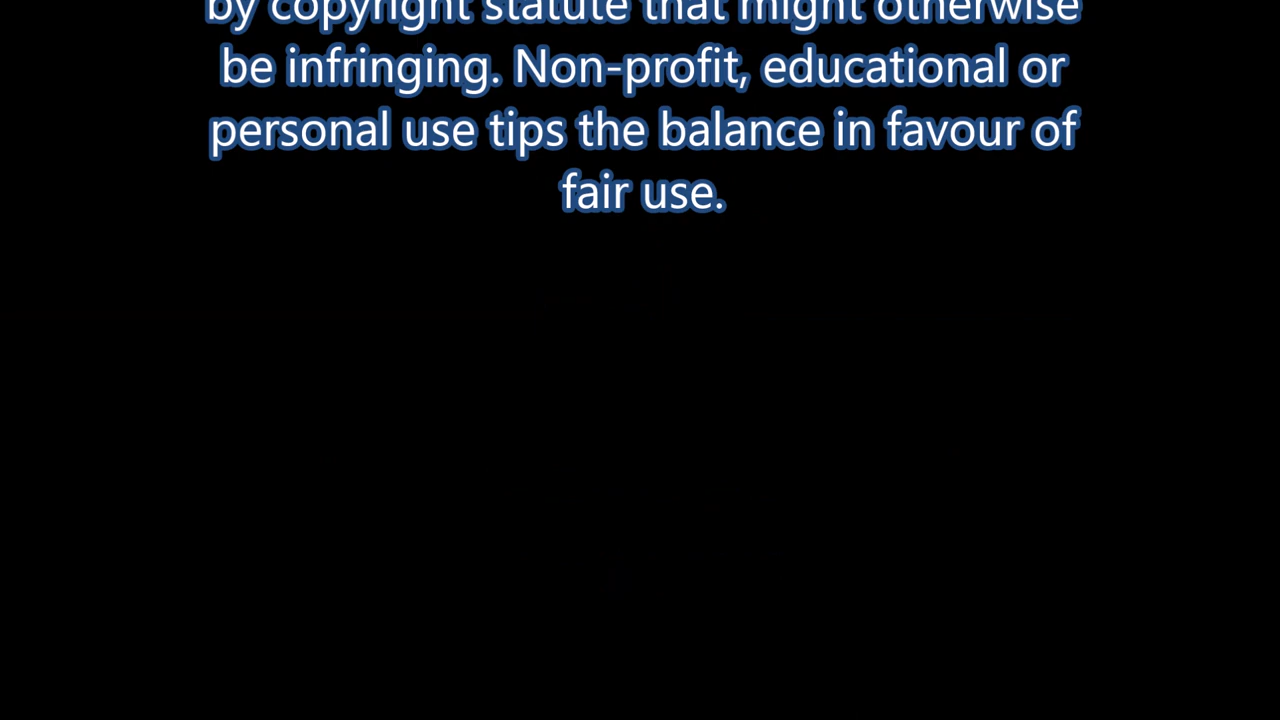 by copyright statute that might otherwise
be infringing. Non-profit, educational or
personal use tips the balance in favour of
fair use.